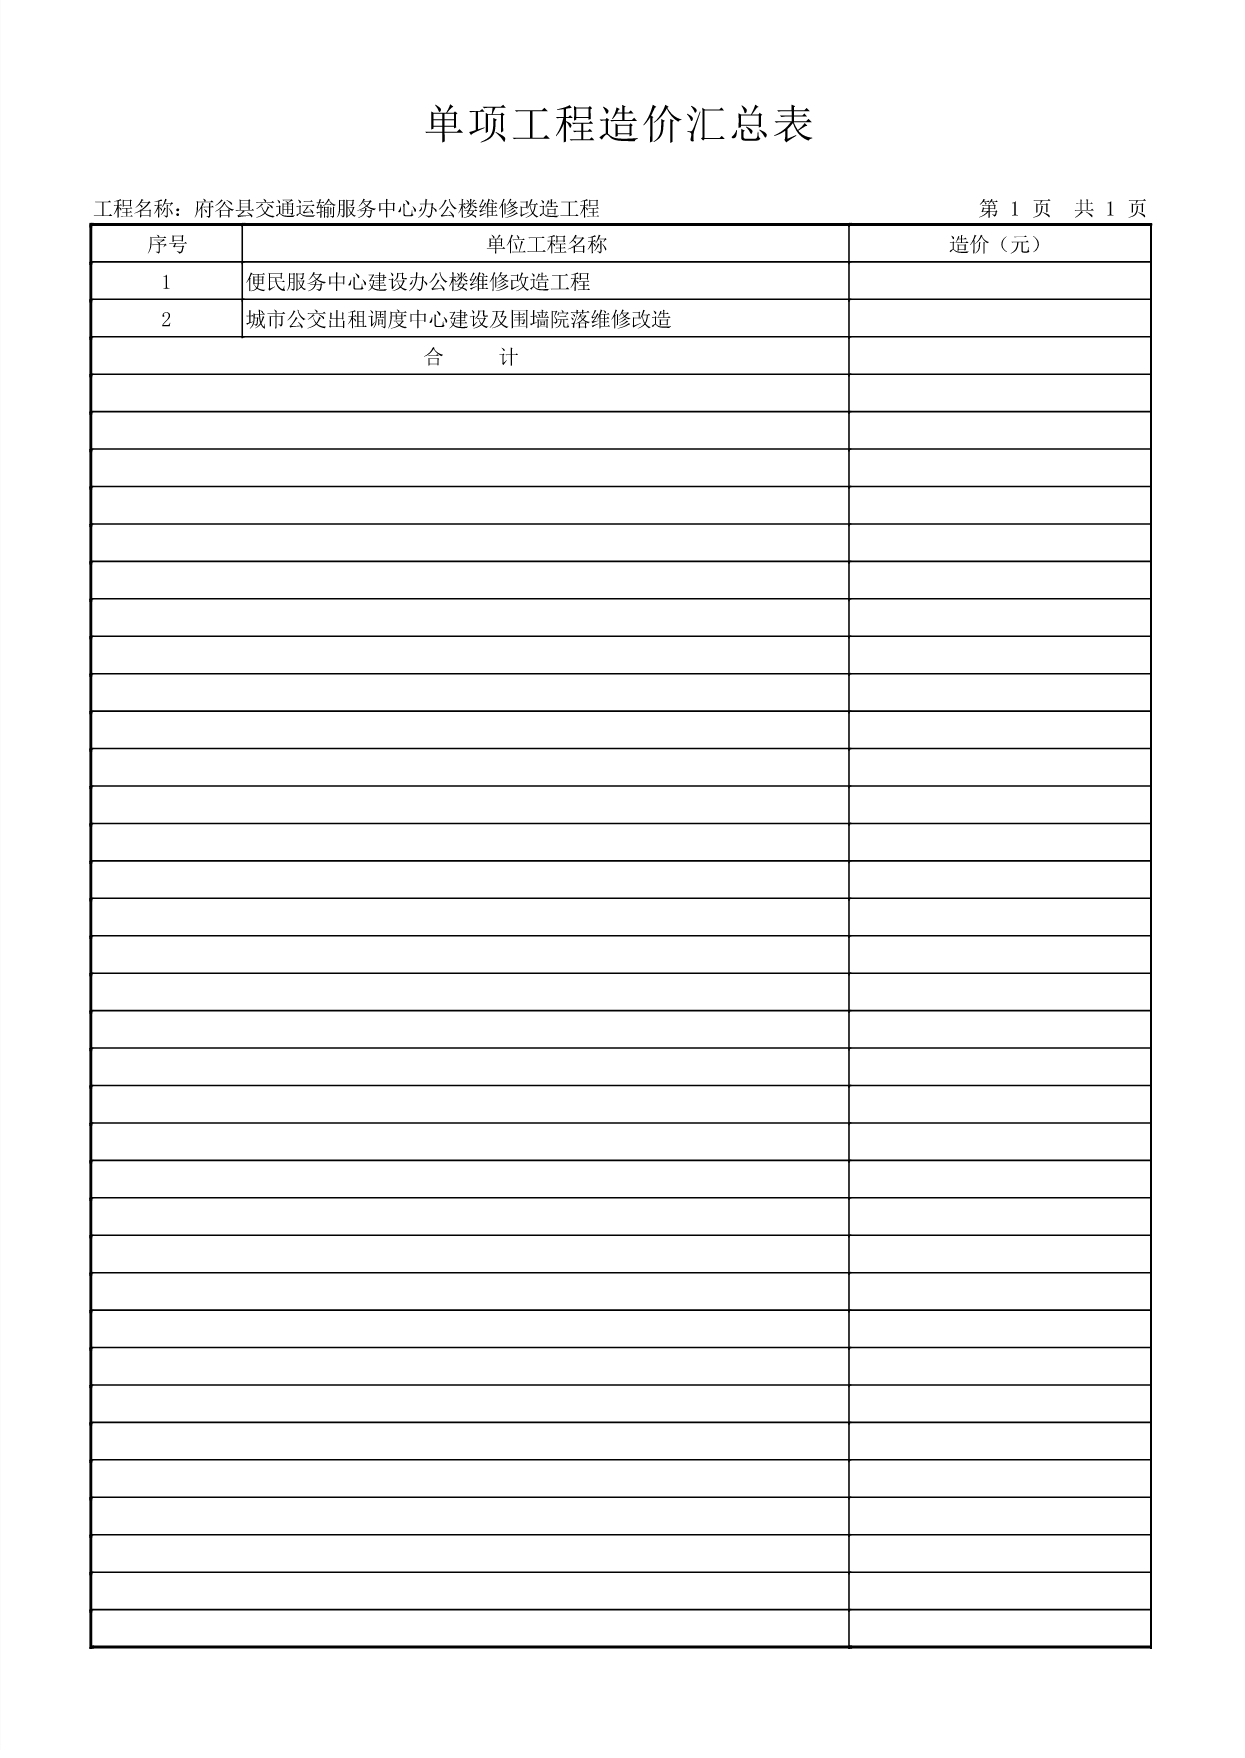 单项工程造价汇总表
工程名称：府谷县交通运输服务中心办公楼维修改造工程 第 1 页 共 1 页
序号 单位工程名称 造价（元）
1 便民服务中心建设办公楼维修改造工程
2 城市公交出租调度中心建设及围墙院落维修改造
合 计